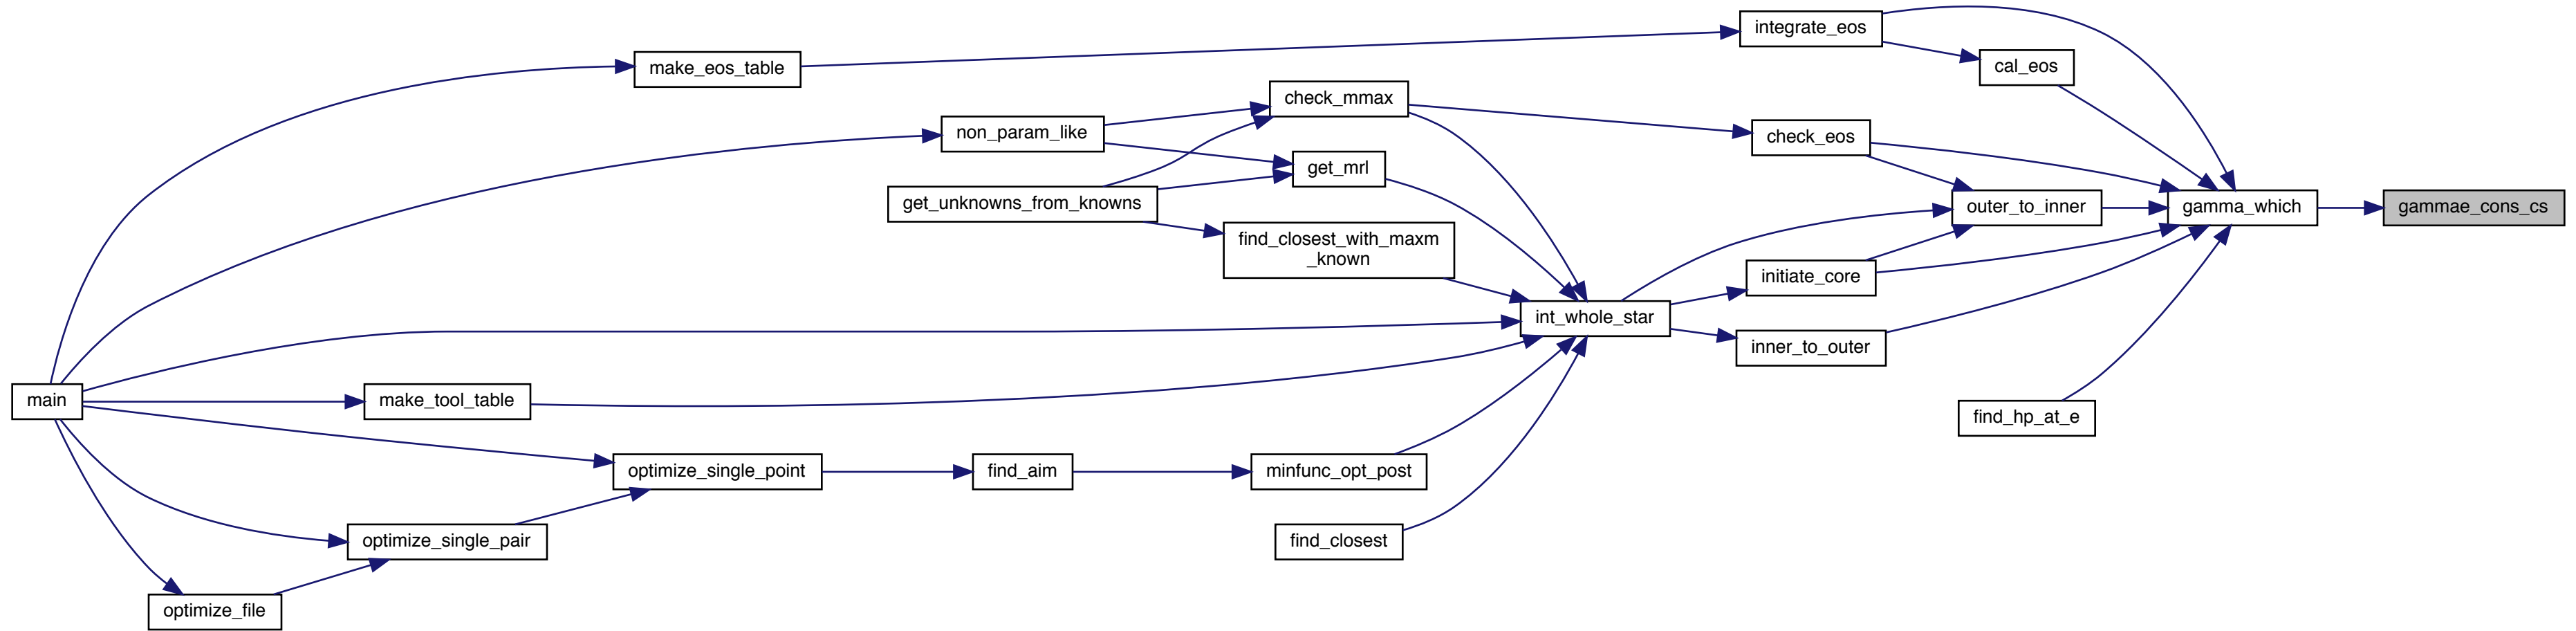 integrate_eos
make_eos_table
cal_eos
check_mmax
non_param_like
check_eos
get_mrl
get_unknowns_from_knowns
outer_to_inner
gamma_which
gammae_cons_cs
find_closest_with_maxm
_known
initiate_core
int_whole_star
inner_to_outer
main
make_tool_table
find_hp_at_e
optimize_single_point
find_aim
minfunc_opt_post
optimize_single_pair
find_closest
optimize_file